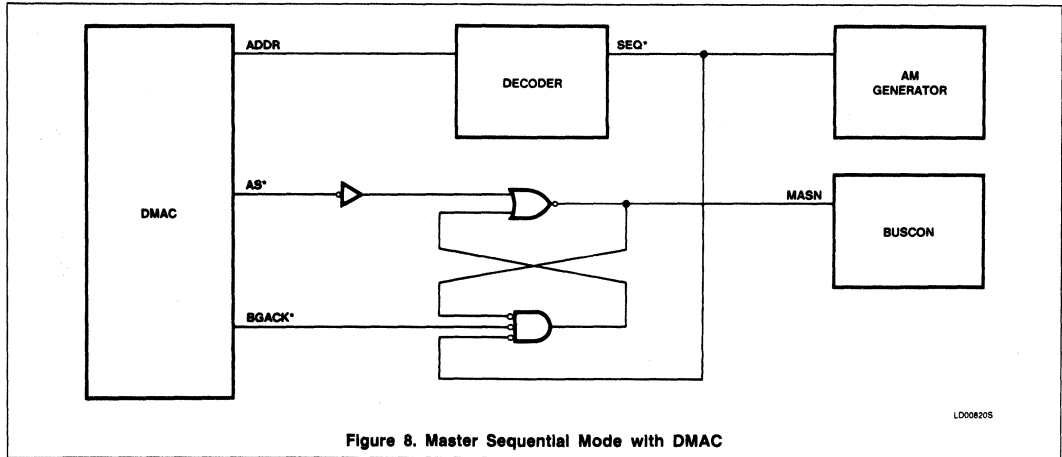 ADDR
SEQ*
DECODER
AM
GENERATOR
AS*
MASN
DMAC
BUSCON
BGACK*
LD00820S
Figure 8. Master Sequential Mode with DMAC